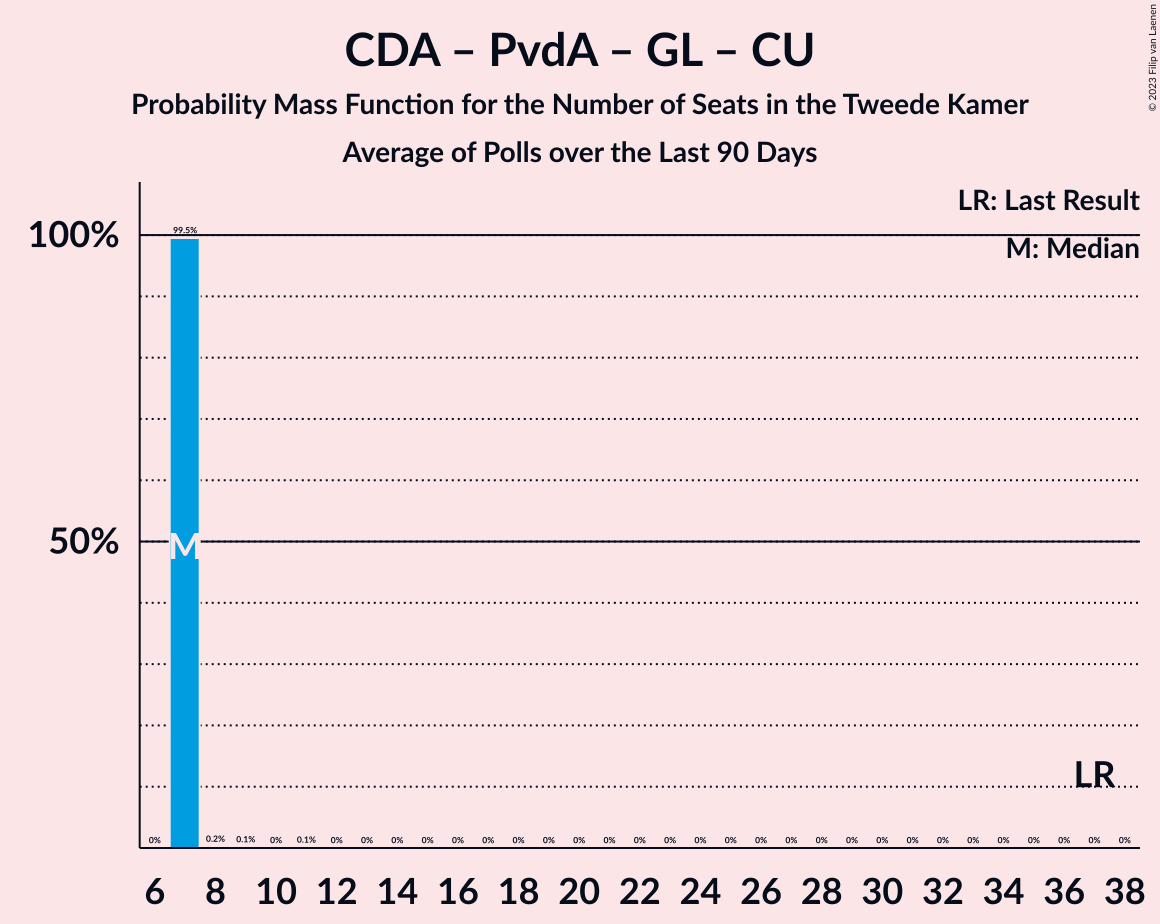 CDA – PvdA – GL – CU
Probability Mass Function for the Number of Seats in the Tweede Kamer
Average of Polls over the Last 90 Days
© 2023 Filip van Laenen
LR: Last Result
M: Median
100%
99.5%
50%
M
LR
0% 0.2% 0.1% 0% 0.1% 0% 0% 0% 0% 0% 0% 0% 0% 0% 0% 0% 0% 0% 0% 0% 0% 0% 0% 0% 0% 0% 0% 0% 0% 0% 0% 0%
6 8 10 12 14 16 18 20 22 24 26 28 30 32 34 36 38